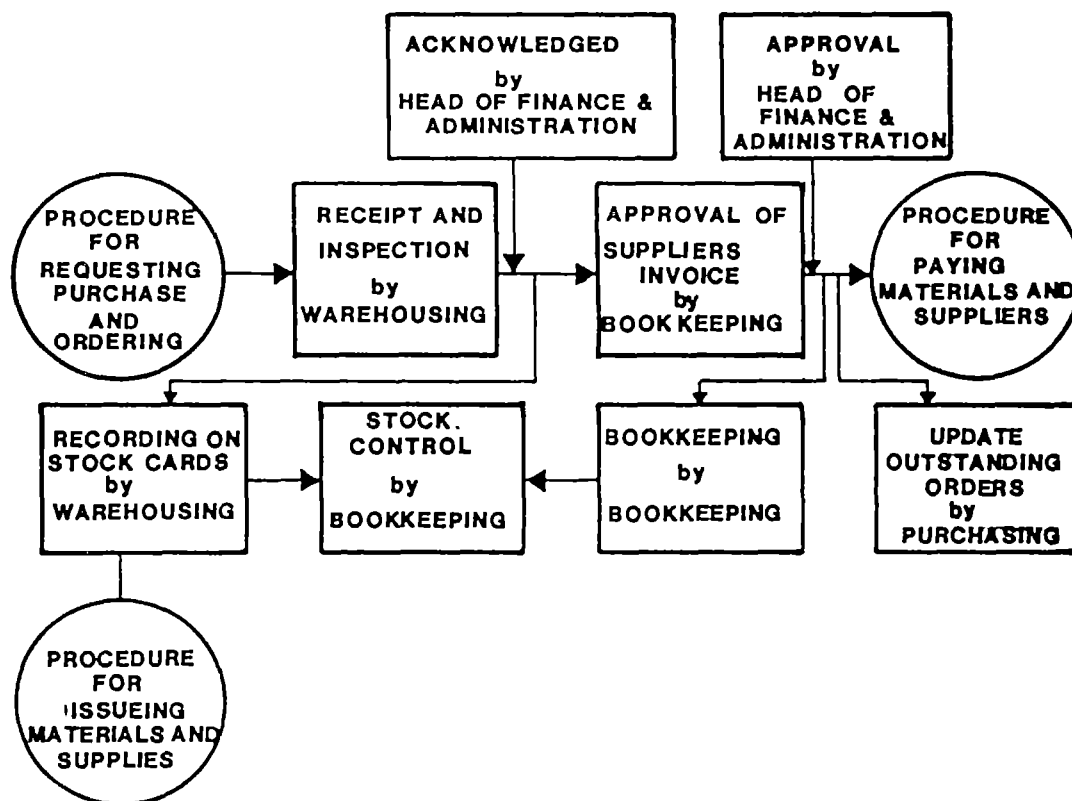 ACKNOWLEDGED
by
HEAD OF FINANCE &
ADMINISTRATION
APPROVAL
by
HEAD OF
FINANCE &
ADMINISTRATION
PROCEDURE
FOR
REQUESTING
PURCHASE
AND
ORDERING
RECEIPT AND
INSPECTION
by
WAREHOUSING
APPROVAL OF
SUPPLIERS
INVOICE
by
BOOKKEEPING
PROCEDURE
FOR
PAYING
MATERIALS AND
SUPPLIERS
RECORDING ON
STOCK CARDS
by
WAREHOUSING
STOCK.
CONTROL
by
BOOKKEEPING
BOOKKEEPING
by
BOOKKEEPING
UPDATE
OUTSTANDING
ORDERS
by
PURCHASING
PROCEDURE
FOR
ISSUEING
MATERIALS AND
SUPPLIES